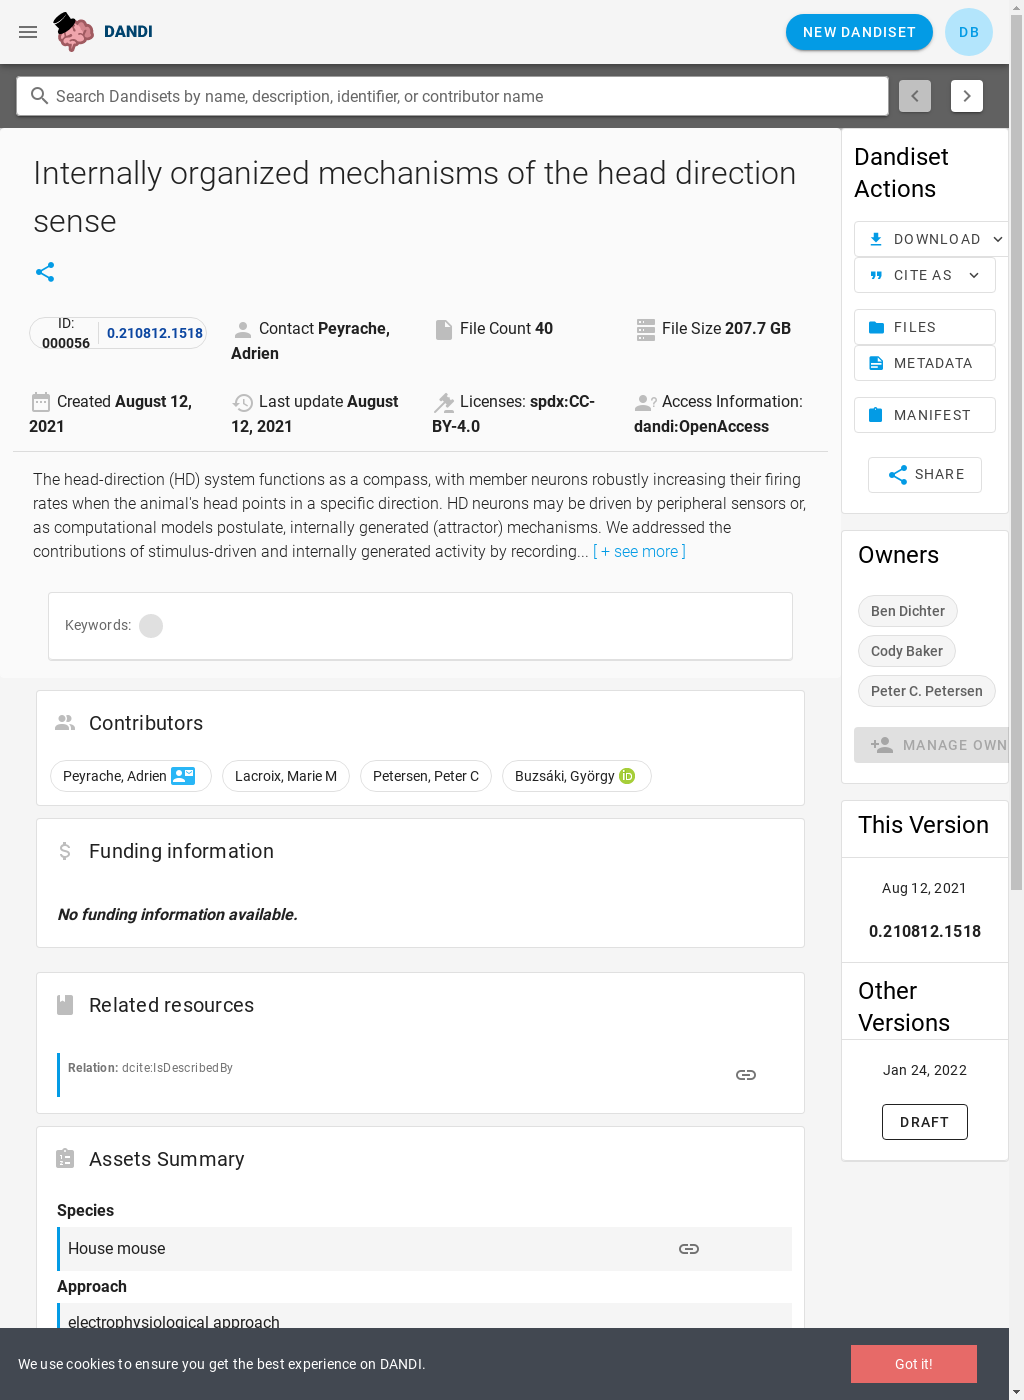 DANDI
NEW DANDISET
DB
Search Dandisets by name, description, identifier, or contributor name
Internally organized mechanisms of the head direction
sense
ID:
000056
0.210812.1518
Contact Peyrache,
Adrien
File Count 40
File Size 207.7 GB
Created August 12,
2021
Last update August
12, 2021
Licenses: spdx:CC-
BY-4.0
Access Information:
dandi:OpenAccess
The head-direction (HD) system functions as a compass, with member neurons robustly increasing their firing
rates when the animal's head points in a specific direction. HD neurons may be driven by peripheral sensors or,
as computational models postulate, internally generated (attractor) mechanisms. We addressed the
contributions of stimulus-driven and internally generated activity by recording... [ + see more ]
Keywords:
Contributors
Peyrache, Adrien
Lacroix, Marie M
Petersen, Peter C
Buzsáki, György iD
Funding information
No funding information available.
Related resources
Relation: dcite:IsDescribedBy
Assets Summary
Species
House mouse
Approach
electrophysiological approach
Dandiset
Actions
DOWNLOAD
CITE AS
FILES
METADATA
MANIFEST
SHARE
Owners
Ben Dichter
Cody Baker
Peter C. Petersen
MANAGE OWN
This Version
Aug 12, 2021
0.210812.1518
Other
Versions
Jan 24, 2022
DRAFT
We use cookies to ensure you get the best experience on DANDI.
Got it!